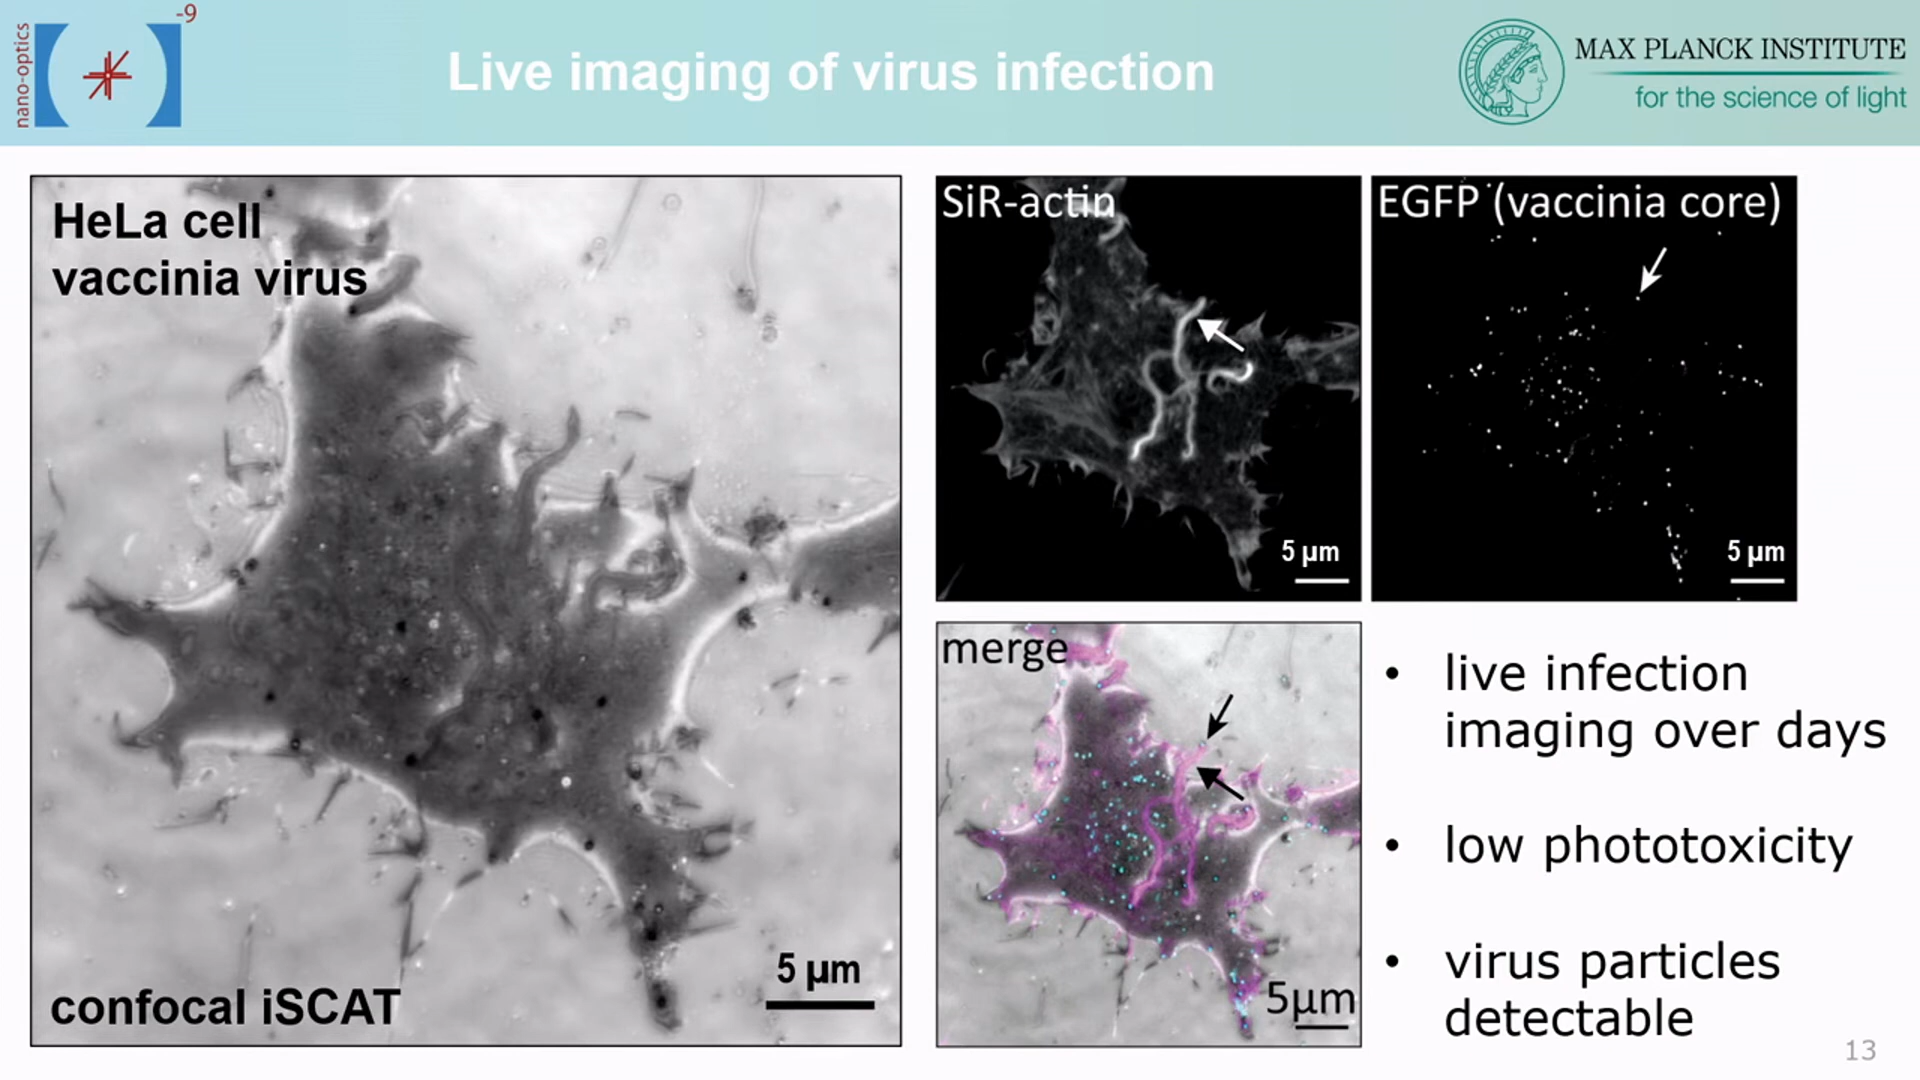 nano-optics
-9
Live imaging of virus infection
MAX PLANCK INSTITUTE
for the science of light
HeLa cell
vaccinia virus
5 µm
confocal iSCAT
SiR-actin
5 µm
EGFP (vaccinia core)
5 µm
merge
5µm
• live infection
imaging over days
• low phototoxicity
• virus particles
detectable
13